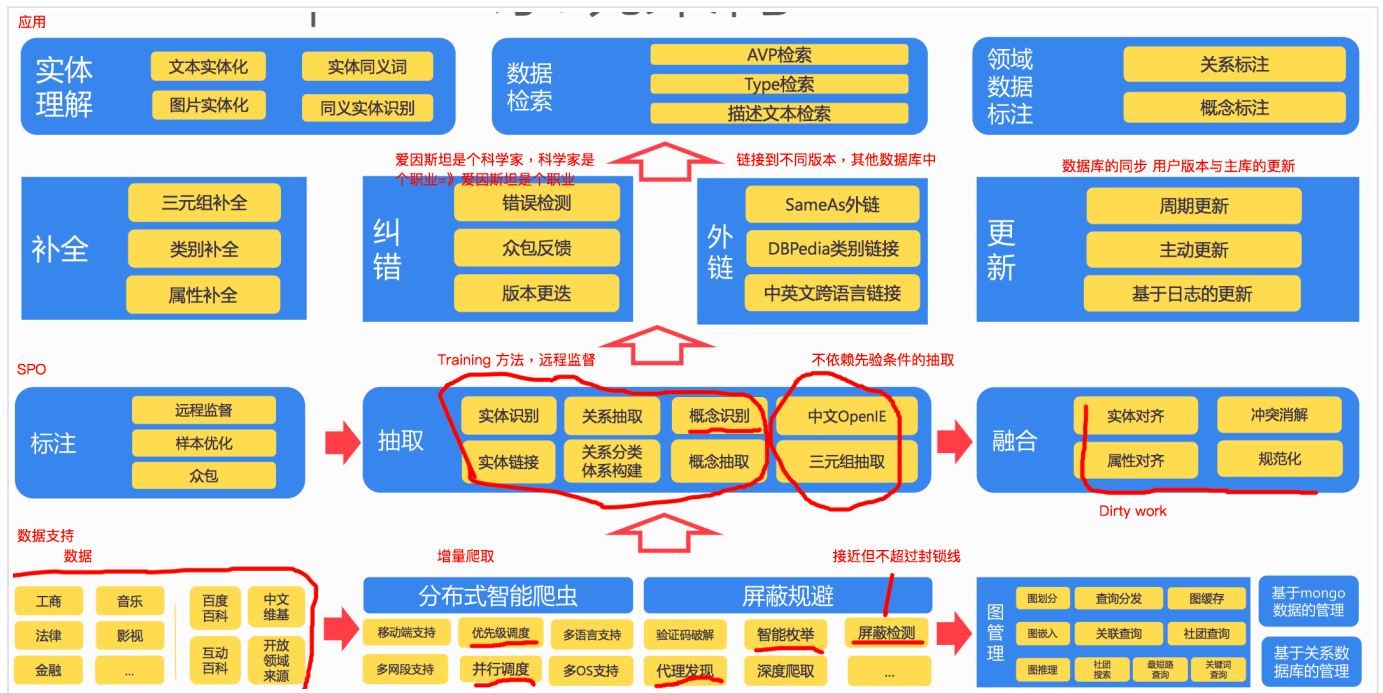 应用
实体
理解
文本实体化
实体同义词
图片实体化
同义实体识别
数据
检索
AVP检索
Type检索
描述文本检索
领域
数据
标注
关系标注
概念标注
爱因斯坦是个科学家，科学家是
个职业=》爱因斯坦是个职业
链接到不同版本，其他数据库中
数据库的同步 用户版本与主库的更新
补全
三元组补全
类别补全
属性补全
纠
错
错误检测
众包反馈
版本更迭
外
链
SameAs外链
DBPedia类别链接
中英文跨语言链接
更
新
周期更新
主动更新
基于日志的更新
SPO
Training 方法，远程监督
不依赖先验条件的抽取
标注
远程监督
样本优化
众包
抽取
实体识别
关系抽取
概念识别
中文OpenIE
实体链接
关系分类
体系构建
概念抽取
三元组抽取
融合
实体对齐
冲突消解
属性对齐
规范化
Dirty work
数据支持
数据
增量爬取
接近但不超过封锁线
工商
音乐
法律
影视
金融
...
百度
百科
中文
维基
互动
百科
开放
领域
来源
分布式智能爬虫
移动端支持
优先级调度
多语言支持
多网段支持
并行调度
多OS支持
屏蔽规避
验证码破解
智能枚举
屏蔽检测
代理发现
深度爬取
...
图
管
理
图划分
查询分发
图缓存
图嵌入
关联查询
社团查询
图推理
社团
搜索
最短路
查询
关键词
查询
基于mongo
数据的管理
基于关系数
据库的管理